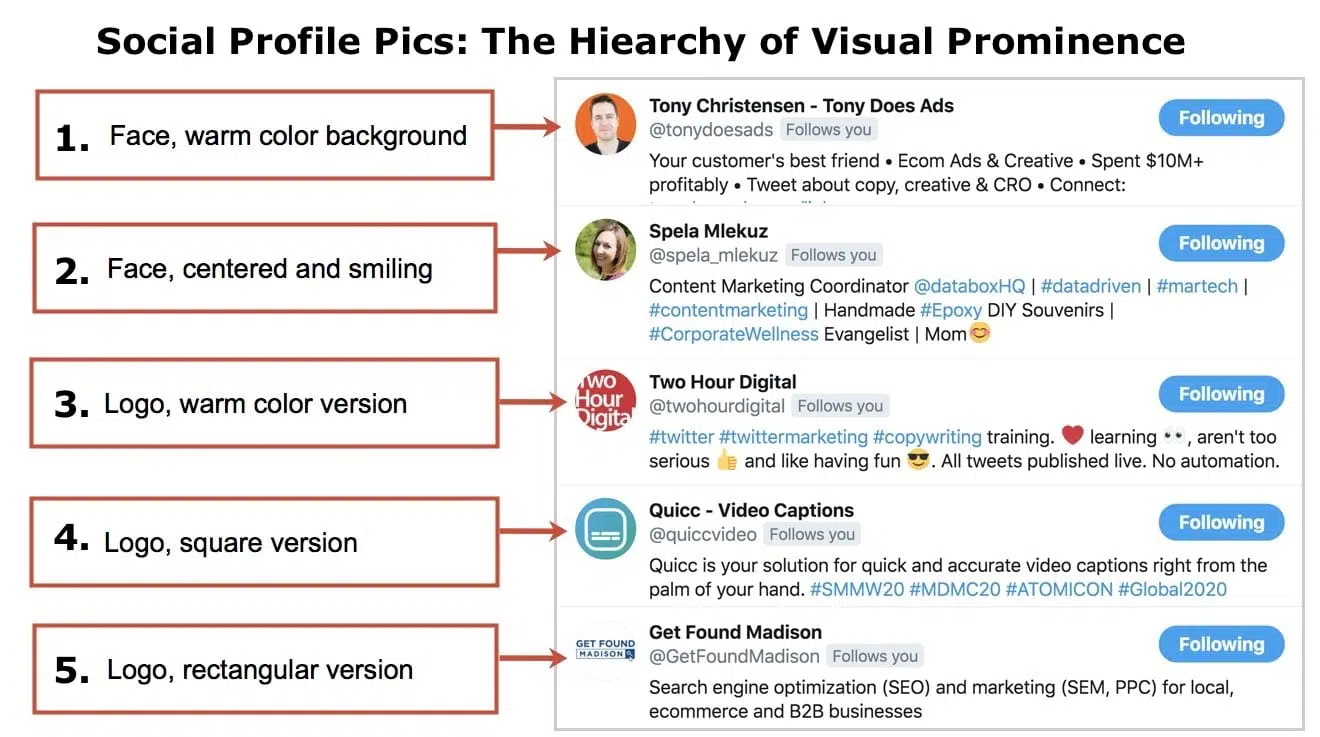 Social Profile Pics: The Hiearchy of Visual Prominence
1. Face, warm color background
Tony Christensen - Tony Does Ads
@tonydoesads Follows you
Following
Your customer's best friend • Ecom Ads & Creative • Spent $10M+
profitably • Tweet about copy, creative & CRO • Connect:
2. Face, centered and smiling
Spela Mlekuz
@spela_mlekuz Follows you
Following
Content Marketing Coordinator @databoxHQ | #datadriven | #martech |
#contentmarketing | Handmade #Epoxy DIY Souvenirs |
#CorporateWellness Evangelist | Mom😊
3. Logo, warm color version
Two
Hour
Digital
Two Hour Digital
@twohourdigital Follows you
Following
#twitter #twittermarketing #copywriting training. ❤️ learning 👀, aren't too
serious 👍 and like having fun 😎. All tweets published live. No automation.
4. Logo, square version
Quicc - Video Captions
@quiccvideo Follows you
Following
Quicc is your solution for quick and accurate video captions right from the
palm of your hand. #SMMW20 #MDMC20 #ATOMICON #Global2020
5. Logo, rectangular version
GET FOUND
MADISON
Get Found Madison
@GetFoundMadison Follows you
Following
Search engine optimization (SEO) and marketing (SEM, PPC) for local,
ecommerce and B2B businesses